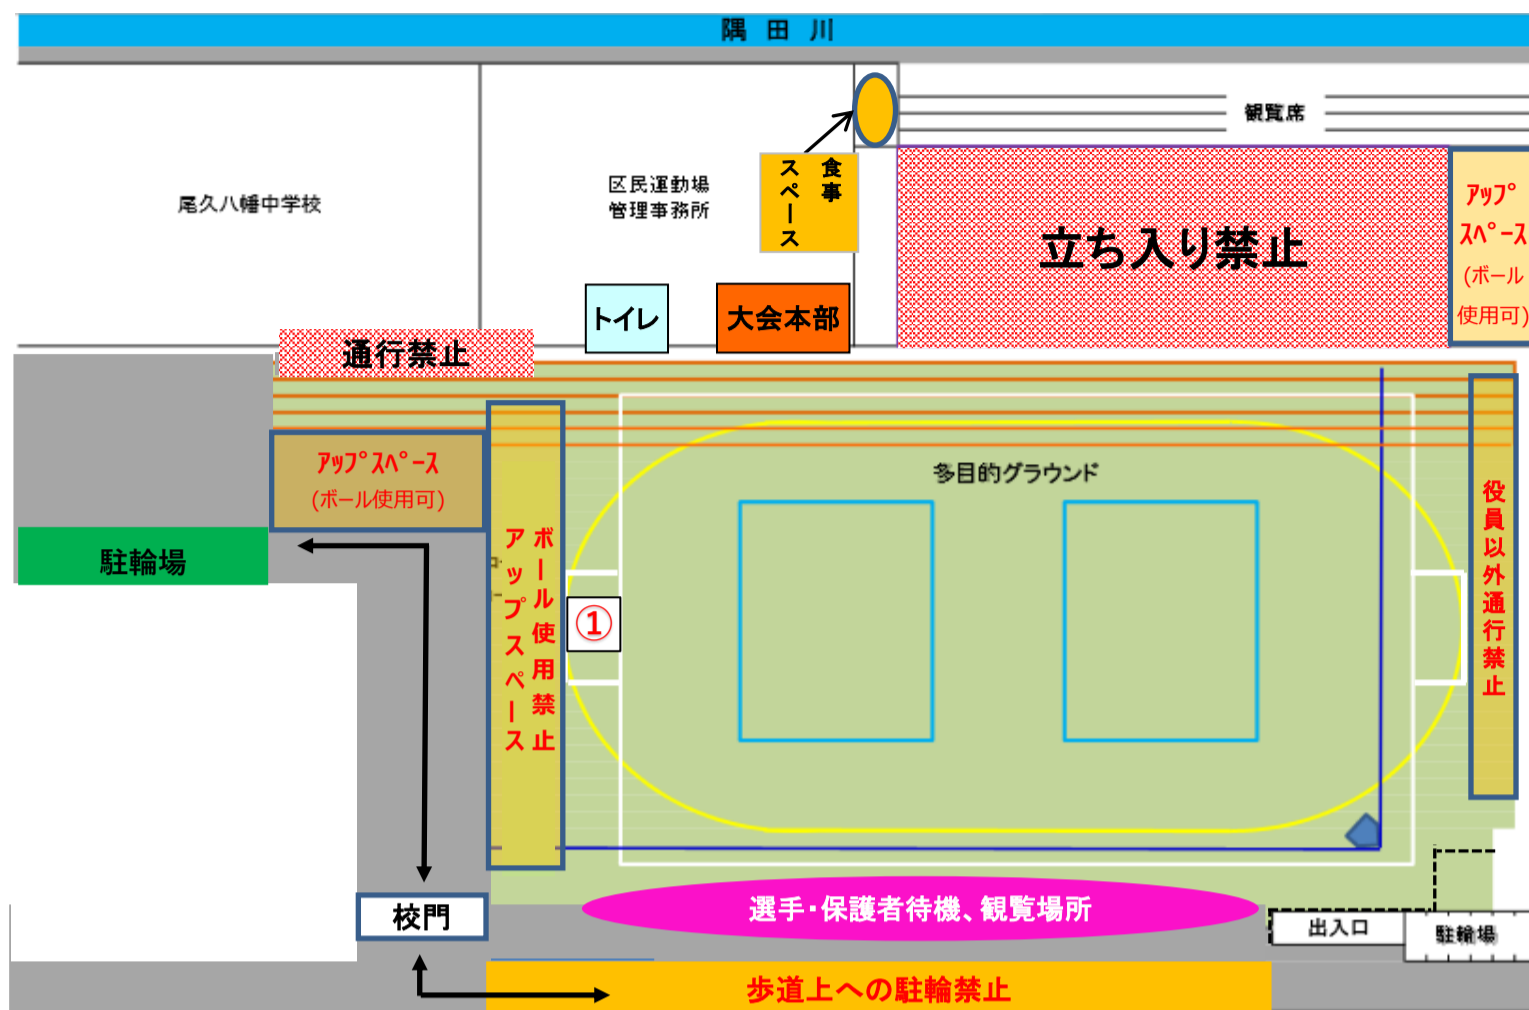 隅田川
観覧席
食事
スペース
尾久八幡中学校
区民運動場
管理事務所
立ち入り禁止
アップ
スペース
(ボール
使用可)
トイレ
大会本部
通行禁止
アップスペース
(ボール使用可)
多目的グラウンド
駐輪場
ボール使用禁止
アップスペース
①
役員以外通行禁止
校門
選手・保護者待機、観覧場所
出入口
駐輪場
歩道上への駐輪禁止